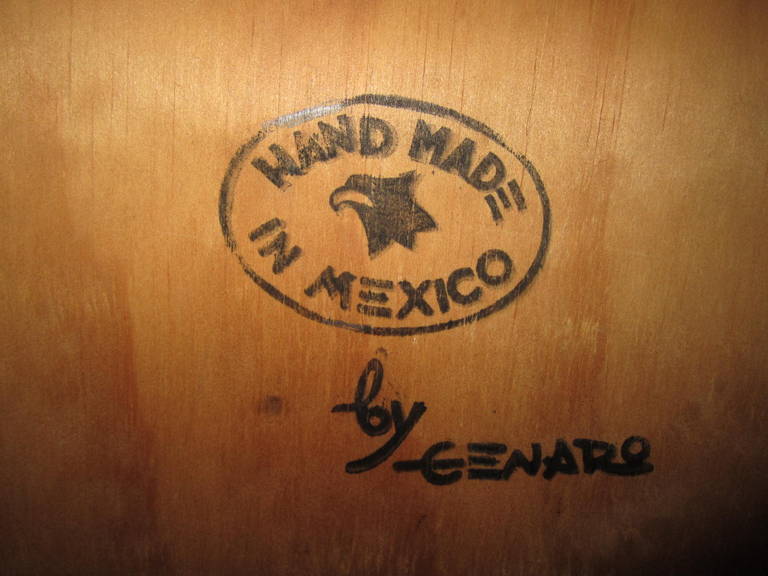 HAND MADE
IN MEXICO
by
GENARO